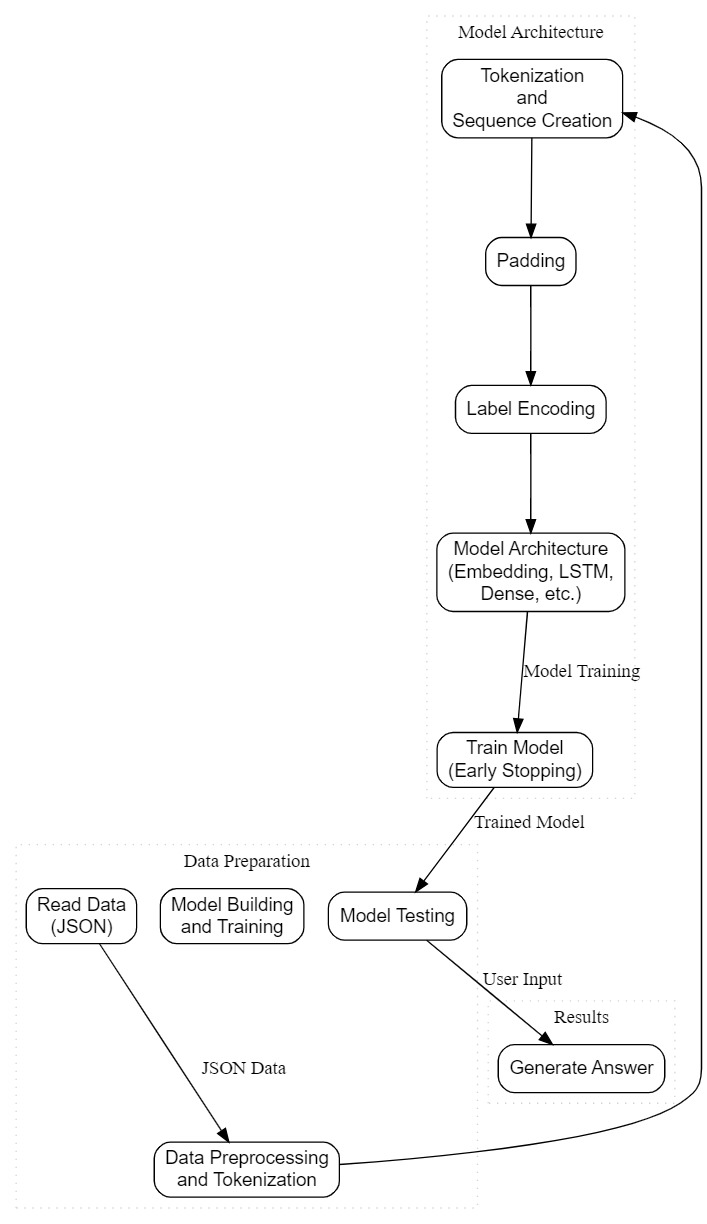 Model Architecture
Tokenization
and
Sequence Creation
Padding
Label Encoding
Model Architecture
(Embedding, LSTM,
Dense, etc.)
Model Training
Train Model
(Early Stopping)
Trained Model
Data Preparation
Read Data
(JSON)
Model Building
and Training
Model Testing
User Input
Results
Generate Answer
JSON Data
Data Preprocessing
and Tokenization